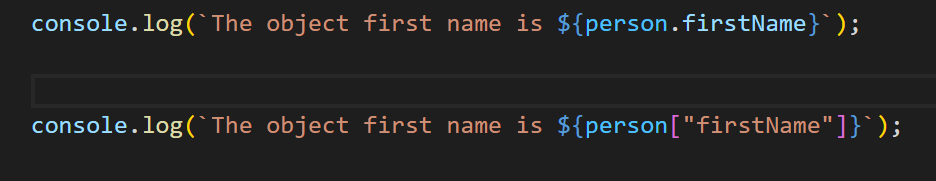 console.log(`The object first name is ${person.firstName}`);
console.log(`The object first name is ${person["firstName"]}`);